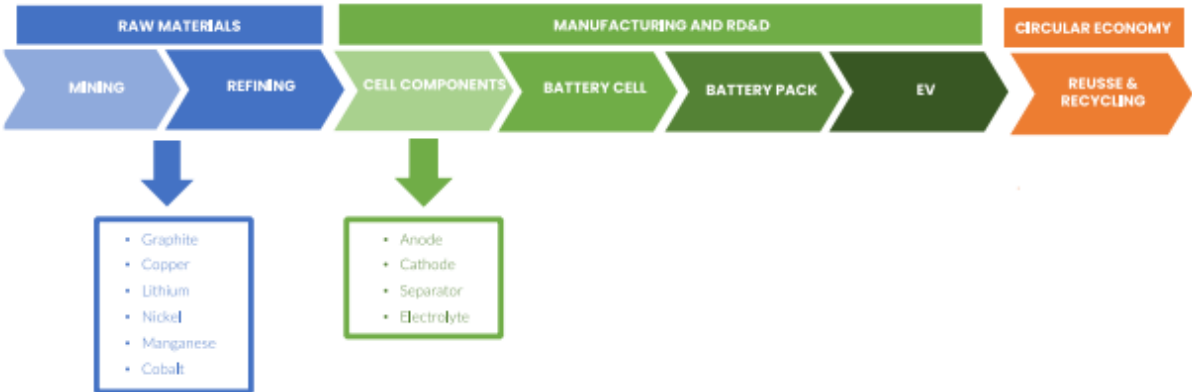 RAW MATERIALS
MANUFACTURING AND RD&D
CIRCULAR ECONOMY
MINING
REFINING
CELL COMPONENTS
BATTERY CELL
BATTERY PACK
EV
REUSSE &
RECYCLING
• Graphite
• Copper
• Lithium
• Nickel
• Manganese
• Cobalt
• Anode
• Cathode
• Separator
• Electrolyte